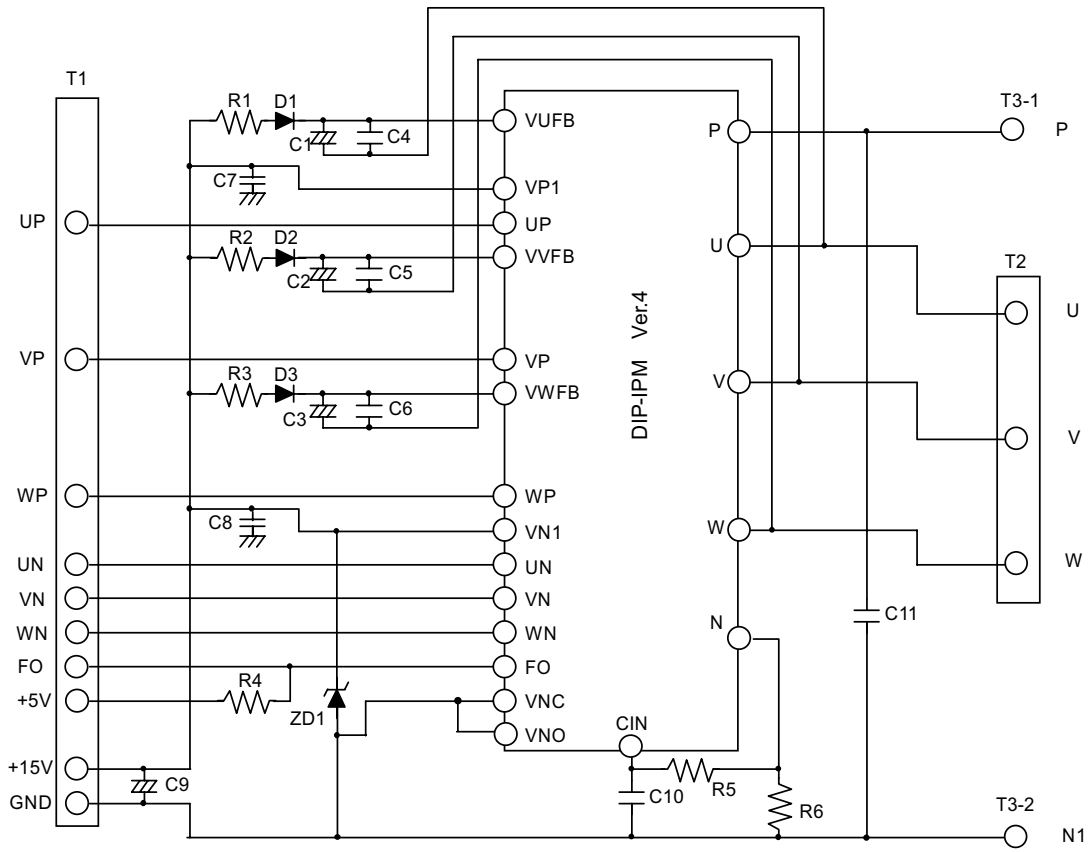 T1
R1 D1
C1 C4
VUFB
P
T3-1
P
C7
VP1
UP
UP
R2 D2
C2 C5
VVFB
U
T2
U
DIP-IPM Ver.4
VP
VP
R3 D3
C3 C6
VWFB
V
V
WP
WP
C8
VN1
W
W
UN
UN
VN
VN
WN
WN
N
C11
FO
FO
+5V
R4
ZD1
VNC
VNO
CIN
+15V
C9
GND
C10
R5
R6
T3-2
N1